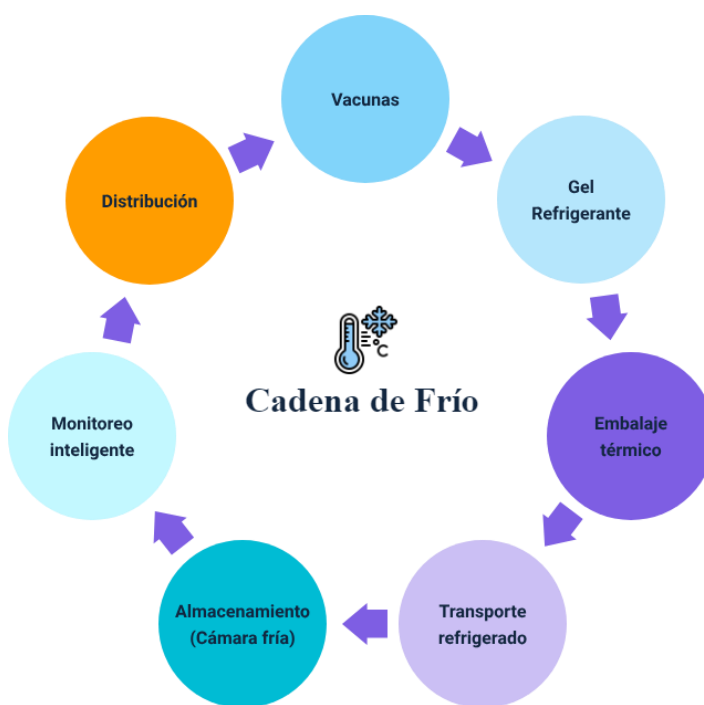 Vacunas
Gel
Refrigerante
Embalaje
térmico
Transporte
refrigerado
Almacenamiento
(Cámara fría)
Monitoreo
inteligente
Distribución
°C
Cadena de Frío